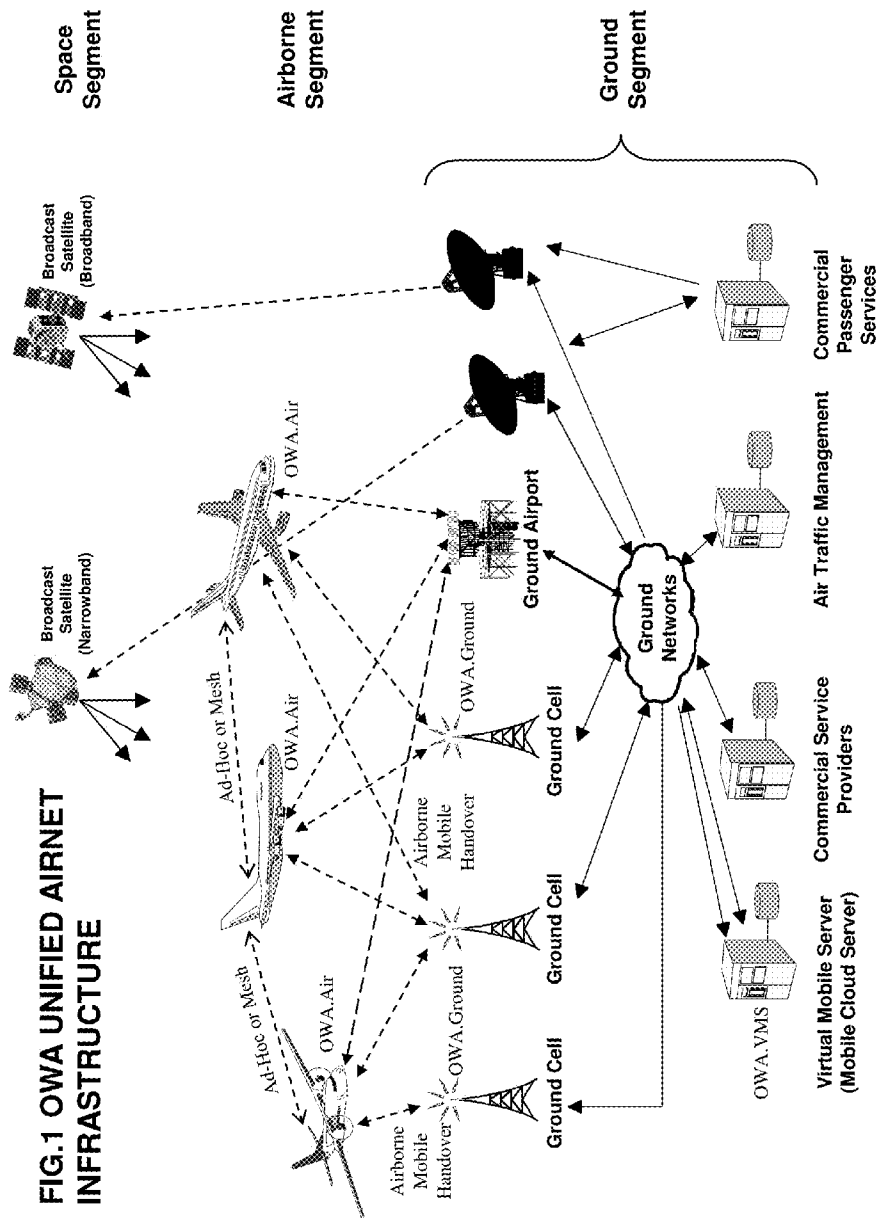 FIG.1 OWA UNIFIED AIRNET
INFRASTRUCTURE
Broadcast
Satellite
(Narrowband)
Broadcast
Satellite
(Broadband)
Space
Segment
Ad-Hoc or Mesh
Ad-Hoc or Mesh
OWA.Air
OWA.Air
OWA.Air
Airborne
Segment
Airborne
Mobile
Handover
OWA.Ground
Airborne
Mobile
Handover
OWA.Ground
Ground Cell
Ground Cell
Ground Cell
Ground Airport
Ground
Segment
Ground
Networks
OWA.VMS
Virtual Mobile Server
(Mobile Cloud Server)
Commercial Service
Providers
Air Traffic Management
Commercial
Passenger
Services